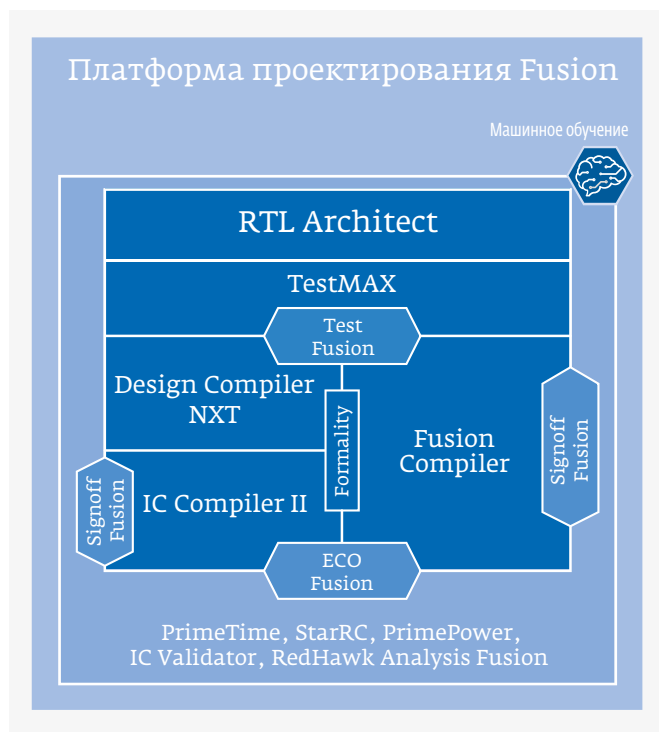 Платформа проектирования Fusion
Машинное обучение
RTL Architect
TestMAX
Test
Fusion
Design Compiler
NXT
Formality
Fusion
Compiler
Signoff
Fusion
Signoff
Fusion
IC Compiler II
ECO
Fusion
PrimeTime, StarRC, PrimePower,
IC Validator, RedHawk Analysis Fusion